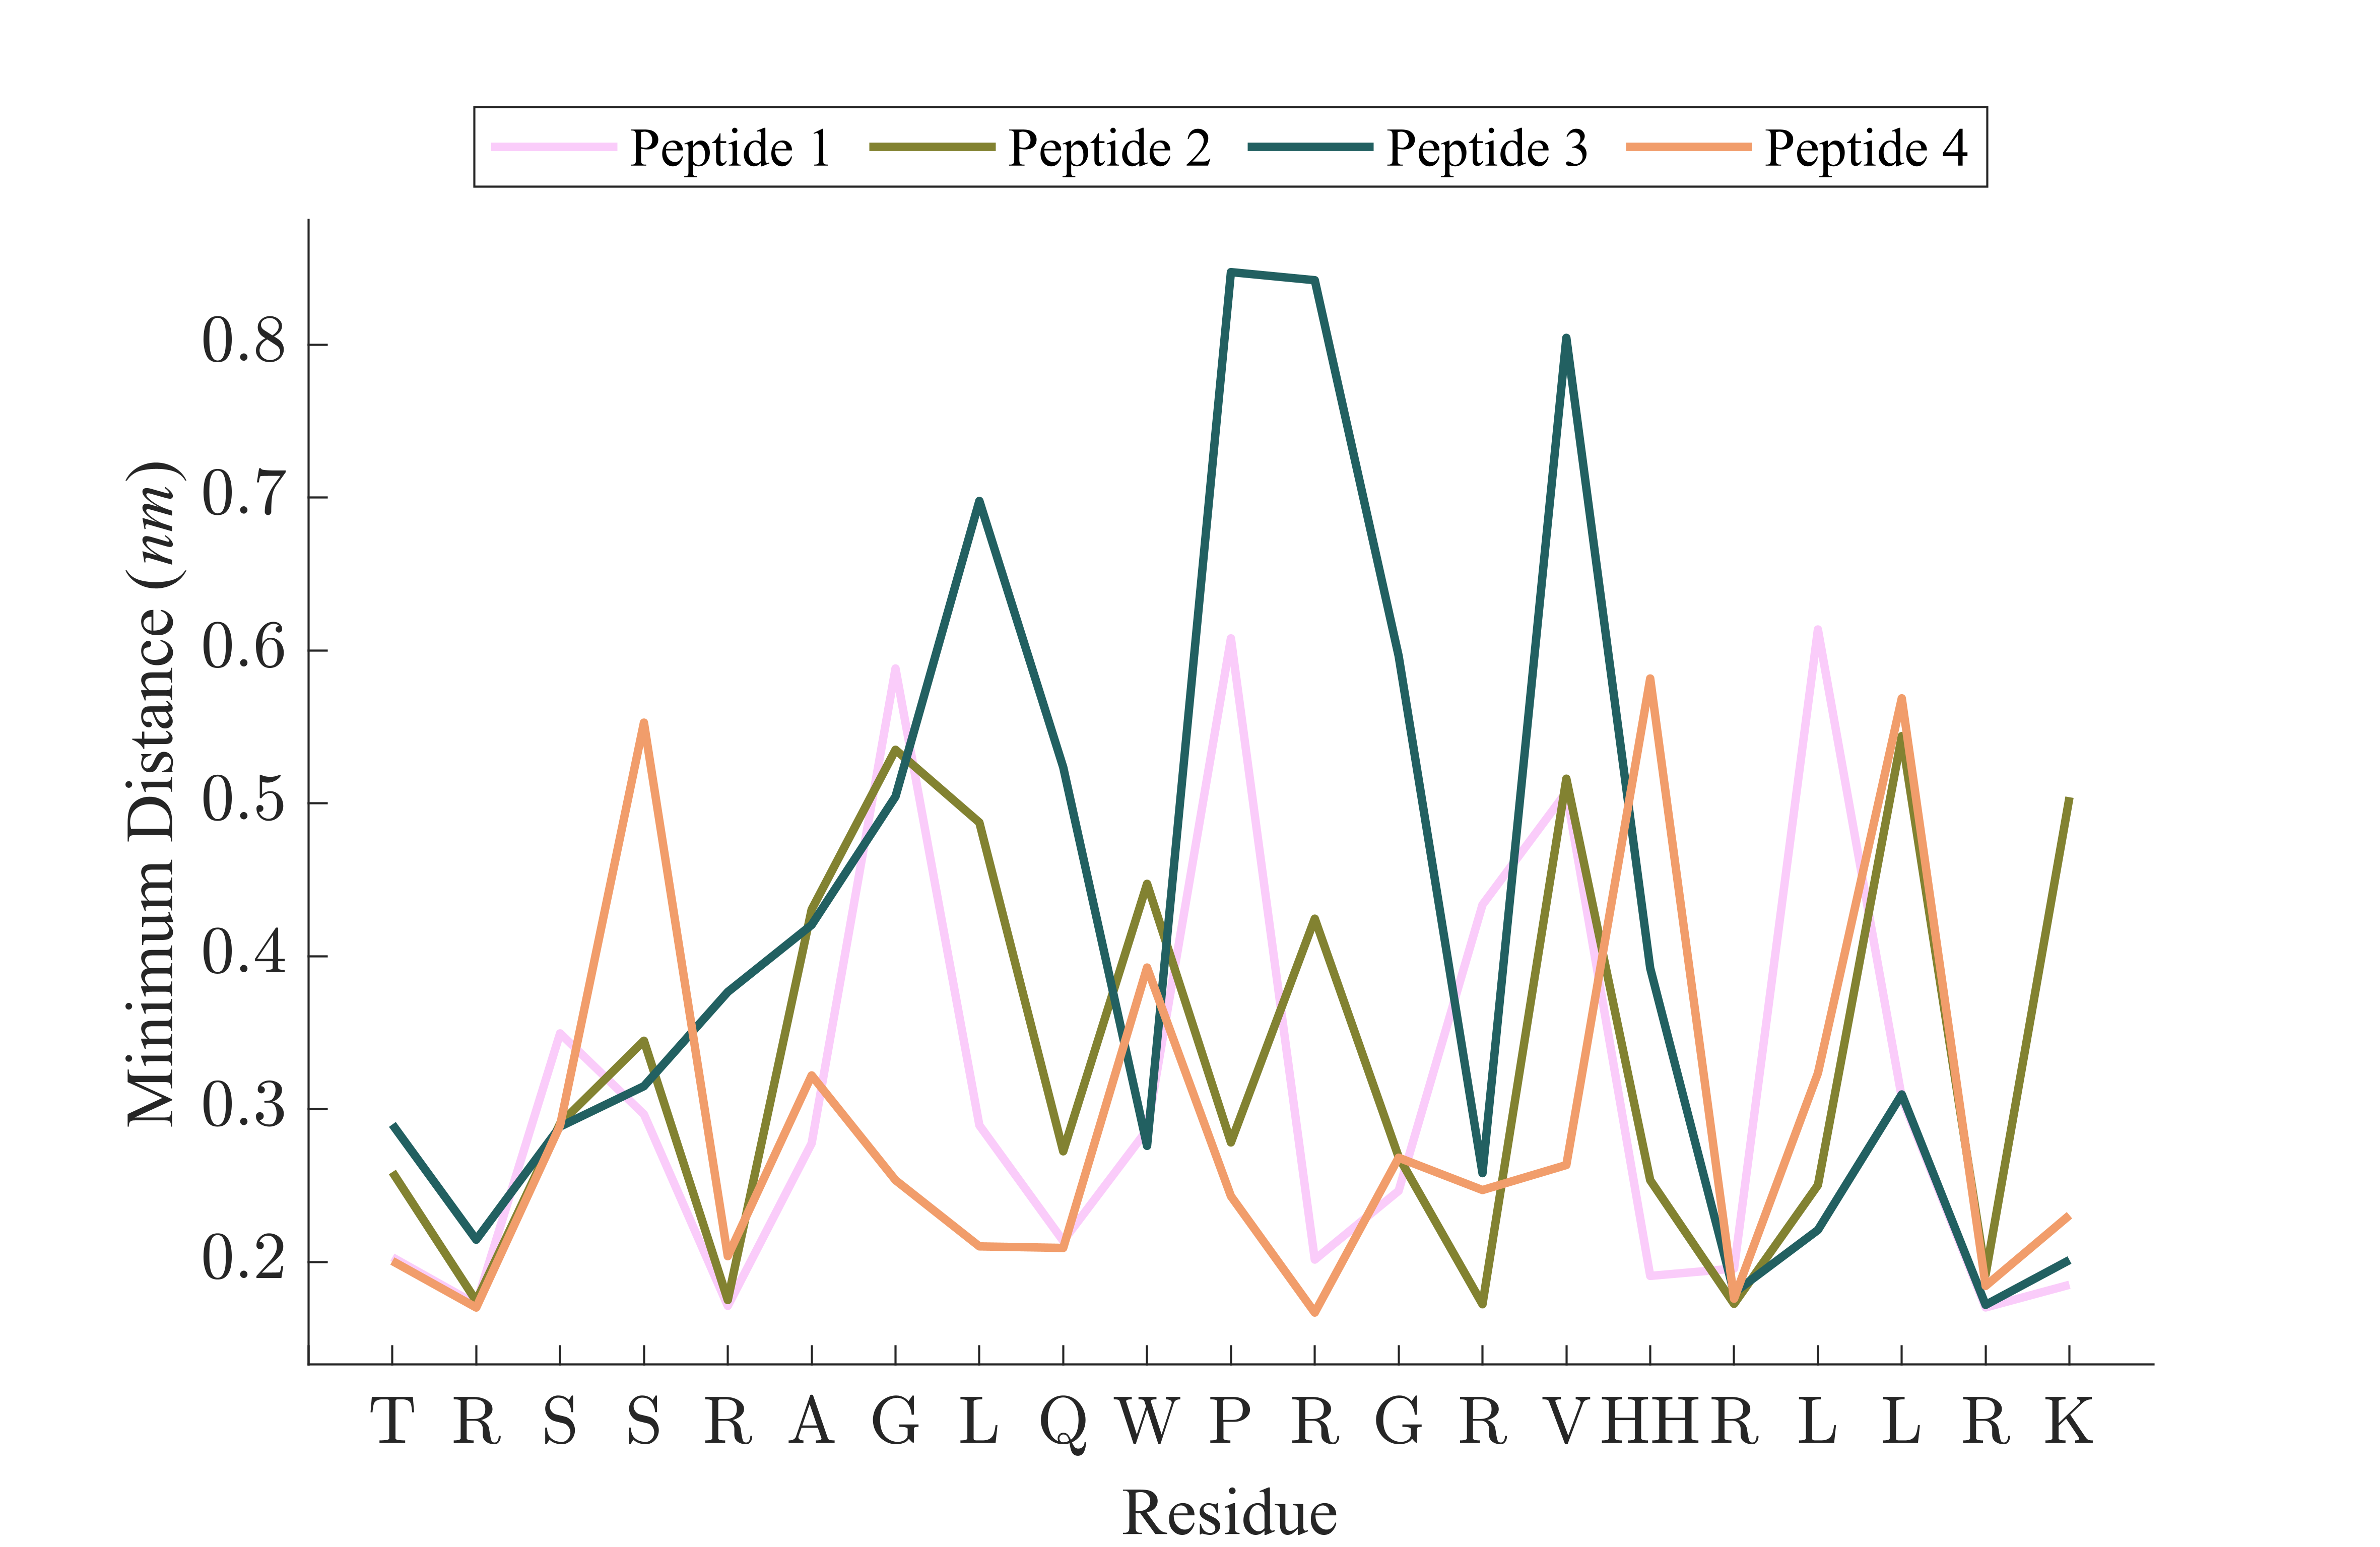 Peptide 1 Peptide 2 Peptide 3 Peptide 4
0.8
0.7
0.6
0.5
0.4
0.3
0.2
Minimum Distance (nm)
T R S S R A G L Q W P R G R V HH R L L R K
Residue